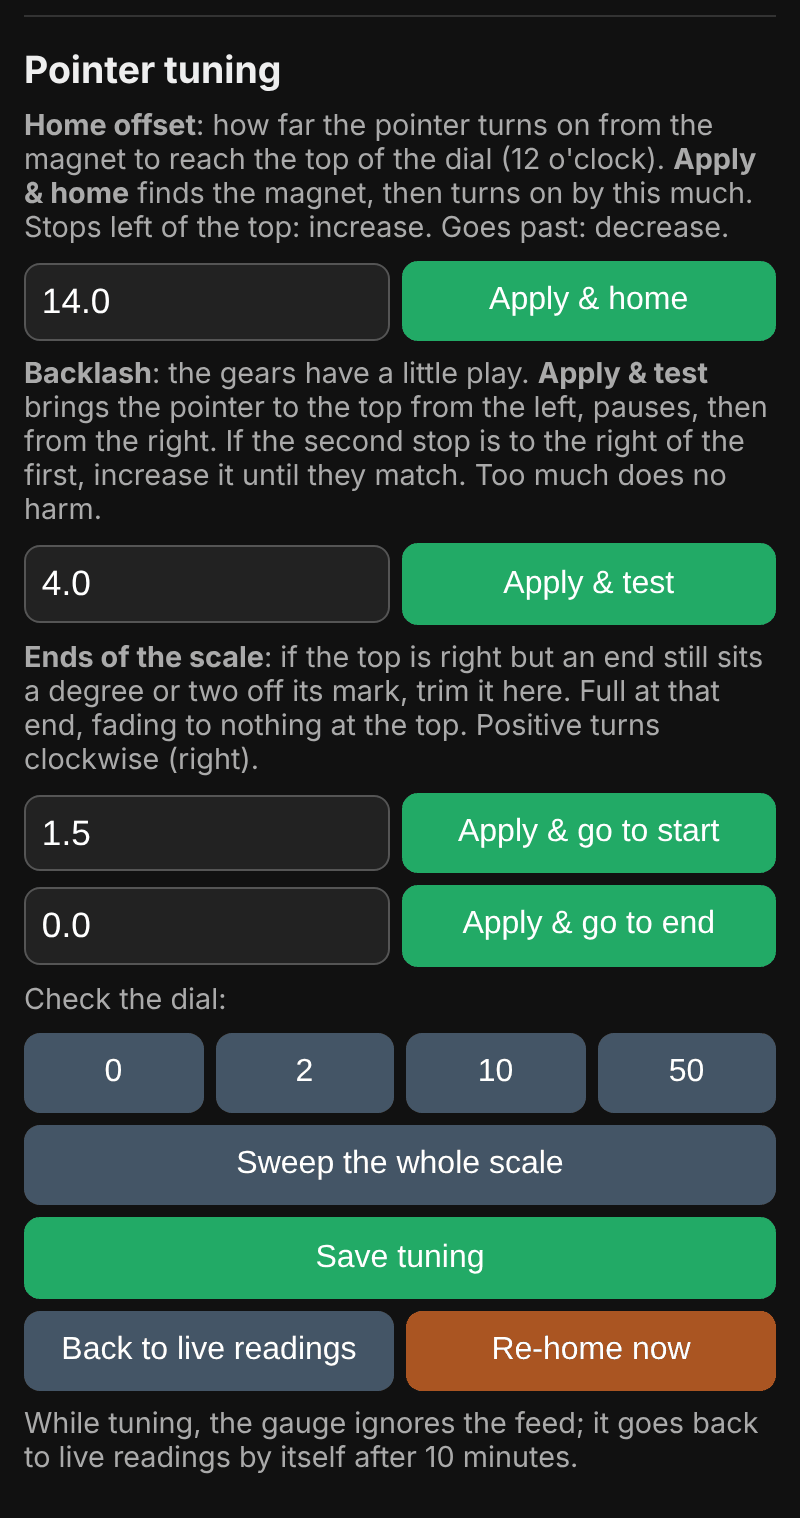 Pointer tuning
Home offset: how far the pointer turns on from the
magnet to reach the top of the dial (12 o'clock). Apply
& home finds the magnet, then turns on by this much.
Stops left of the top: increase. Goes past: decrease.
14.0
Apply & home
Backlash: the gears have a little play. Apply & test
brings the pointer to the top from the left, pauses, then
from the right. If the second stop is to the right of the
first, increase it until they match. Too much does no
harm.
4.0
Apply & test
Ends of the scale: if the top is right but an end still sits
a degree or two off its mark, trim it here. Full at that
end, fading to nothing at the top. Positive turns
clockwise (right).
1.5
Apply & go to start
0.0
Apply & go to end
Check the dial:
0
2
10
50
Sweep the whole scale
Save tuning
Back to live readings
Re-home now
While tuning, the gauge ignores the feed; it goes back
to live readings by itself after 10 minutes.